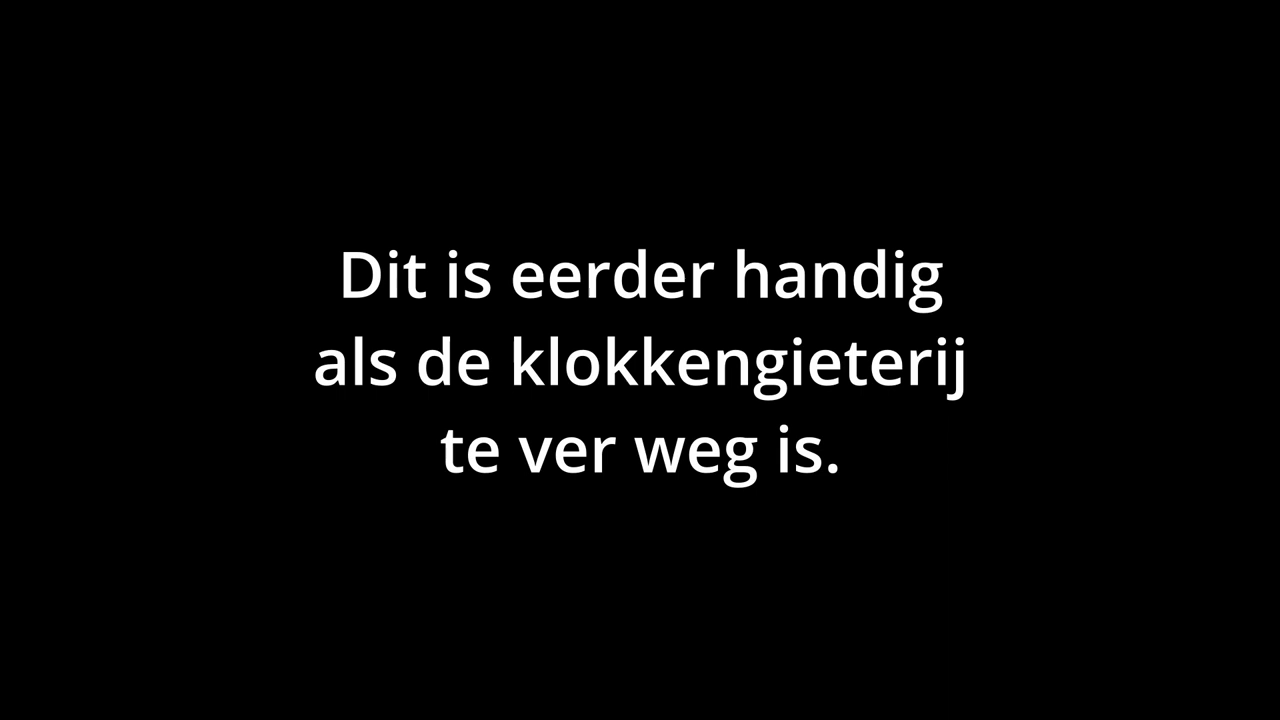 Dit is eerder handig
als de klokkengieterij
te ver weg is.